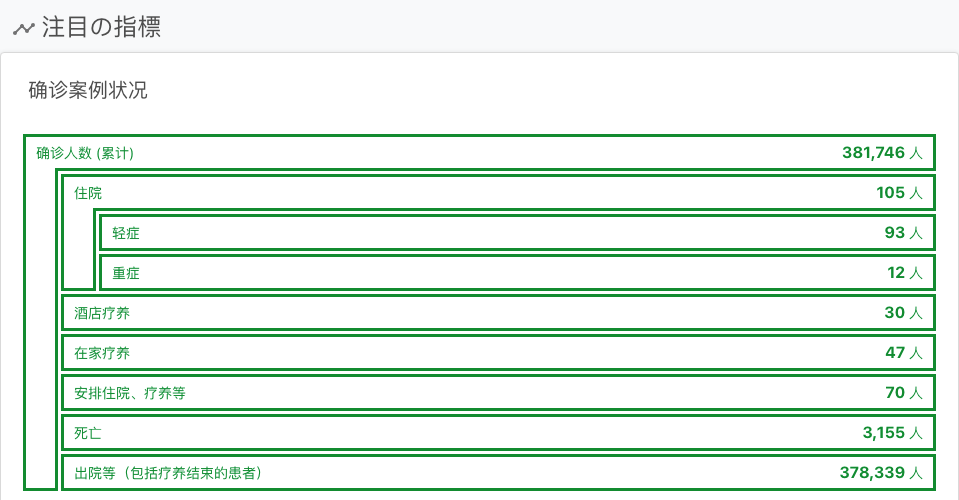 注目の指標
确诊案例状况
确诊人数 (累计) 381,746 人
住院 105 人
轻症 93 人
重症 12 人
酒店疗养 30 人
在家疗养 47 人
安排住院、疗养等 70 人
死亡 3,155 人
出院等（包括疗养结束的患者） 378,339 人